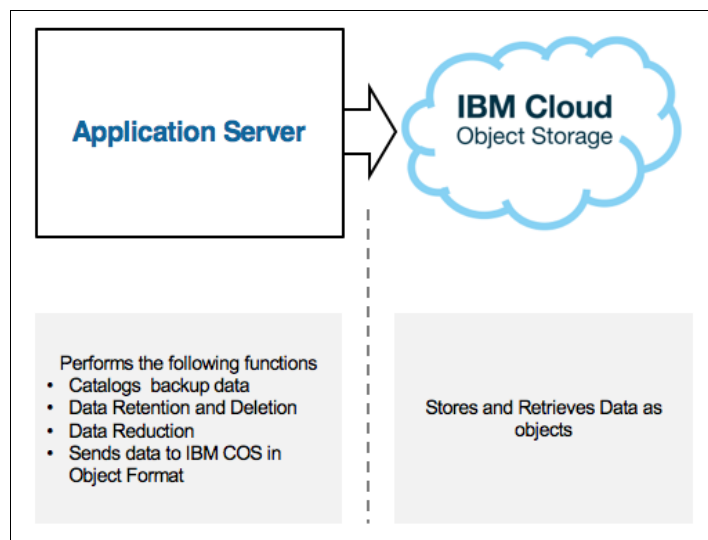 Application Server
IBM Cloud
Object Storage
Performs the following functions
• Catalogs backup data
• Data Retention and Deletion
• Data Reduction
• Sends data to IBM COS in
Object Format
Stores and Retrieves Data as
objects